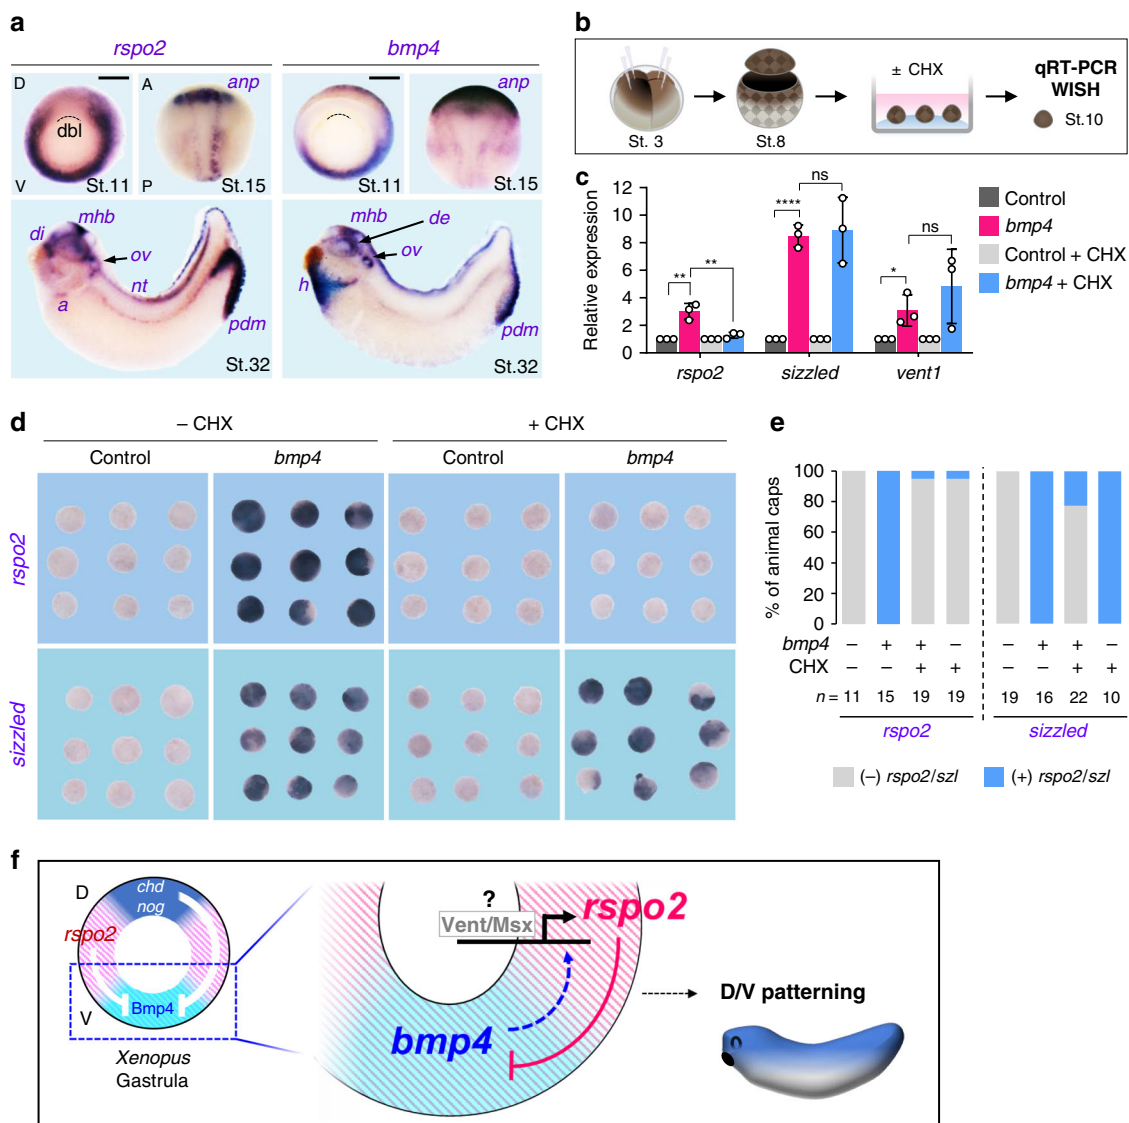 a
rspo2
bmp4
D
V
dbl
St.11
A
P
anp
St.15
St.11
anp
St.15
di
mhb
ov
nt
a
pdm
St.32
mhb
de
ov
h
pdm
St.32
b
St. 3
St.8
± CHX
qRT-PCR
WISH
St.10
c
Relative expression
12
10
8
6
4
2
0
**
**
****
ns
*
ns
rspo2
sizzled
vent1
Control
bmp4
Control + CHX
bmp4 + CHX
d
– CHX
+ CHX
Control
bmp4
Control
bmp4
rspo2
sizzled
e
% of animal caps
100
80
60
40
20
0
bmp4 – + + – – + + –
CHX – – + + – – + +
n = 11 15 19 19 19 16 22 10
rspo2
sizzled
(–) rspo2/szl
(+) rspo2/szl
f
D
chd
nog
rspo2
Bmp4
V
Xenopus
Gastrula
?
Vent/Msx
rspo2
bmp4
D/V patterning